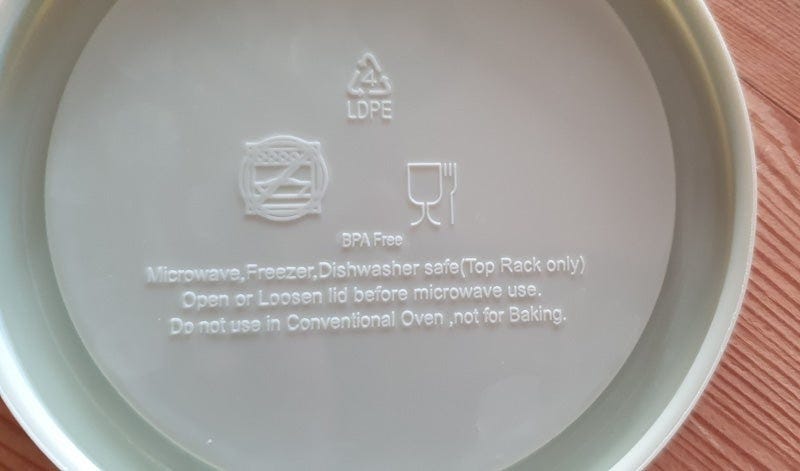 4
LDPE
BPA Free
Microwave,Freezer,Dishwasher safe(Top Rack only)
Open or Loosen lid before microwave use.
Do not use in Conventional Oven ,not for Baking.